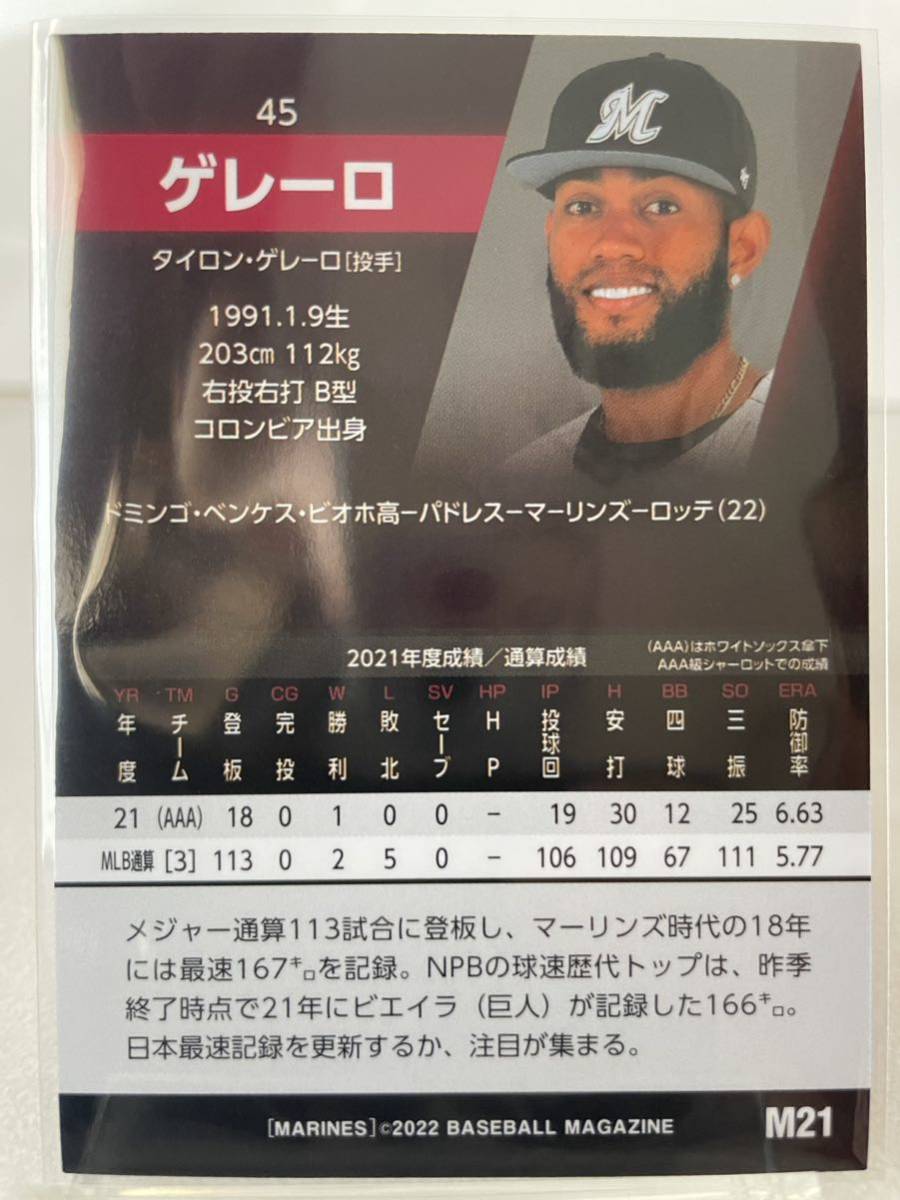 45
ゲレーロ
M
タイロン・ゲレーロ[投手]
1991.1.9生
203㎝ 112kg
右投右打 B型
コロンビア出身
ドミンゴ・ベンケス・ビオホ高ーパドレスーマーリンズーロッテ(22)
2021年度成績／通算成績
(AAA)はホワイトソックス傘下
AAA級シャーロットでの成績
YR TM G CG W L SV HP IP H BB SO ERA
年度 チーム 登板 完投 勝利 敗北 セーブ HP 投球回 安打 四球 三振 防御率
21 (AAA) 18 0 1 0 0 － 19 30 12 25 6.63
MLB通算 [3] 113 0 2 5 0 － 106 109 67 111 5.77
メジャー通算113試合に登板し、マーリンズ時代の18年
には最速167㌔を記録。NPBの球速歴代トップは、昨季
終了時点で21年にビエイラ（巨人）が記録した166㌔。
日本最速記録を更新するか、注目が集まる。
[MARINES]©2022 BASEBALL MAGAZINE
M21